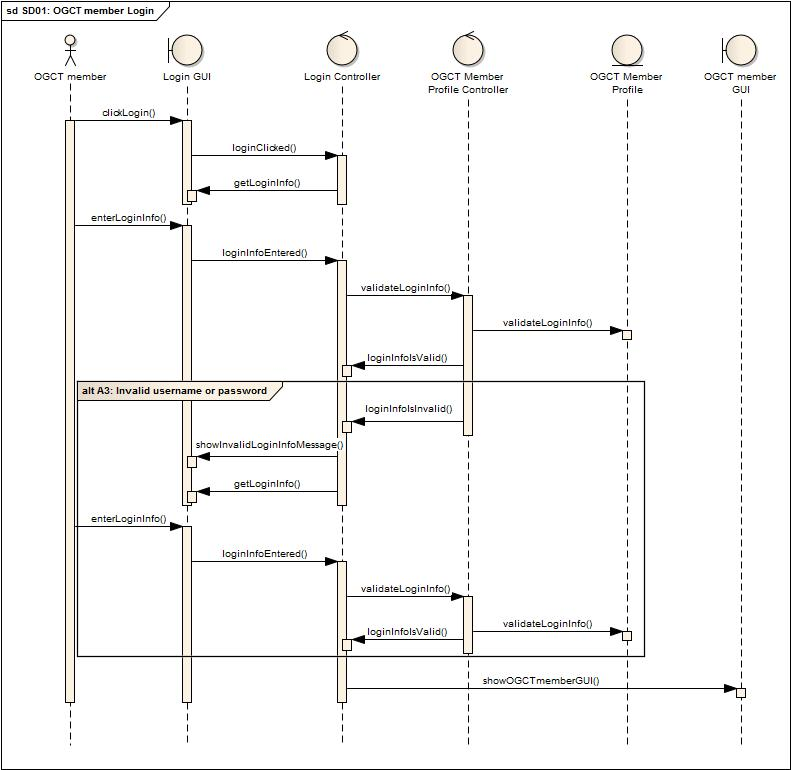 sd SD01: OGCT member Login
OGCT member
Login GUI
Login Controller
OGCT Member
Profile Controller
OGCT Member
Profile
OGCT member
GUI
clickLogin()
loginClicked()
getLoginInfo()
enterLoginInfo()
loginInfoEntered()
validateLoginInfo()
validateLoginInfo()
loginInfoIsValid()
alt A3: Invalid username or password
loginInfoIsInvalid()
showInvalidLoginInfoMessage()
getLoginInfo()
enterLoginInfo()
loginInfoEntered()
validateLoginInfo()
validateLoginInfo()
loginInfoIsValid()
showOGCTmemberGUI()